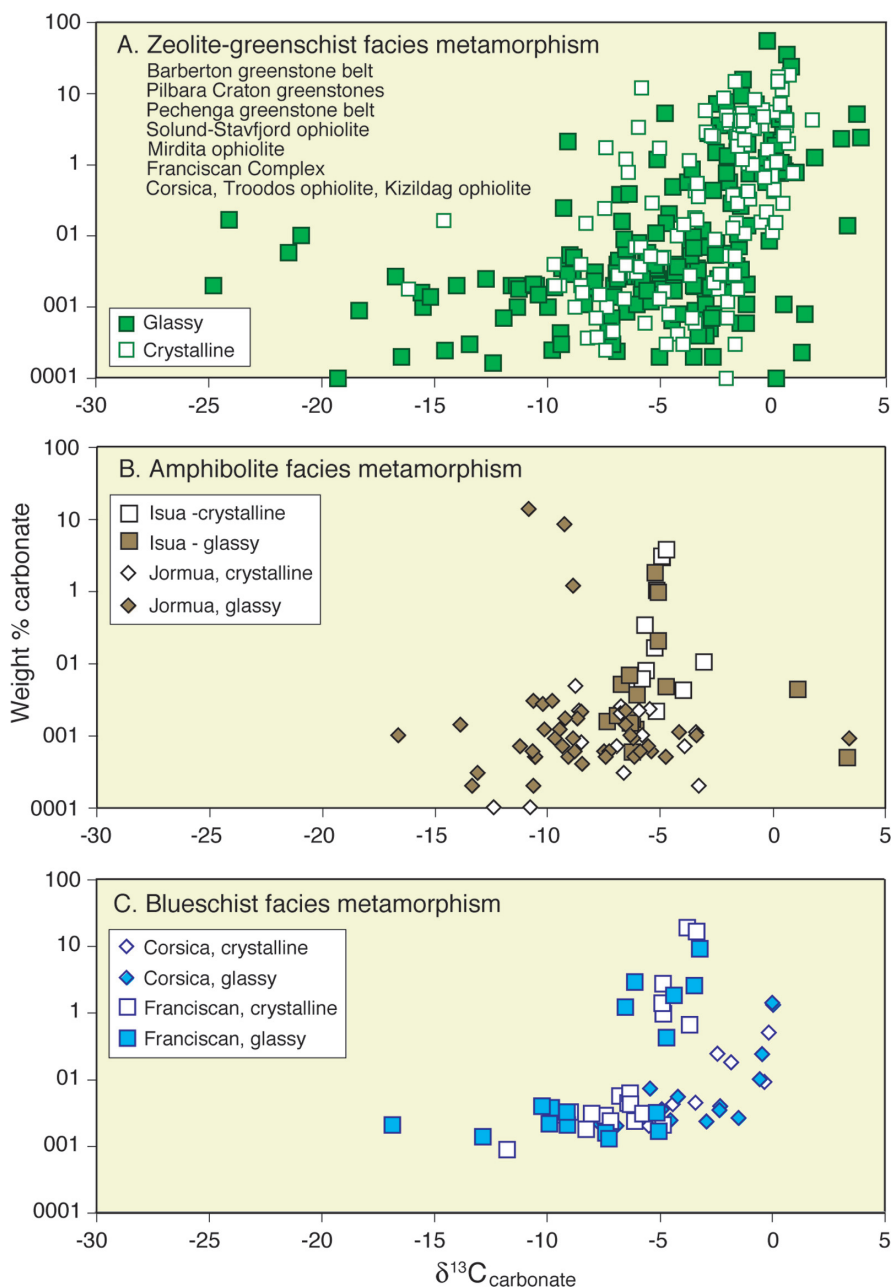 A. Zeolite-greenschist facies metamorphism
Barberton greenstone belt
Pilbara Craton greenstones
Pechenga greenstone belt
Solund-Stavfjord ophiolite
Mirdita ophiolite
Franciscan Complex
Corsica, Troodos ophiolite, Kizildag ophiolite
100
10
1
01
001
0001
Glassy
Crystalline
-30 -25 -20 -15 -10 -5 0 5
Weight % carbonate
B. Amphibolite facies metamorphism
100
10
1
01
001
0001
Isua -crystalline
Isua - glassy
Jormua, crystalline
Jormua, glassy
-30 -25 -20 -15 -10 -5 0 5
C. Blueschist facies metamorphism
100
10
1
01
001
0001
Corsica, crystalline
Corsica, glassy
Franciscan, crystalline
Franciscan, glassy
-30 -25 -20 -15 -10 -5 0 5
δ¹³Ccarbonate